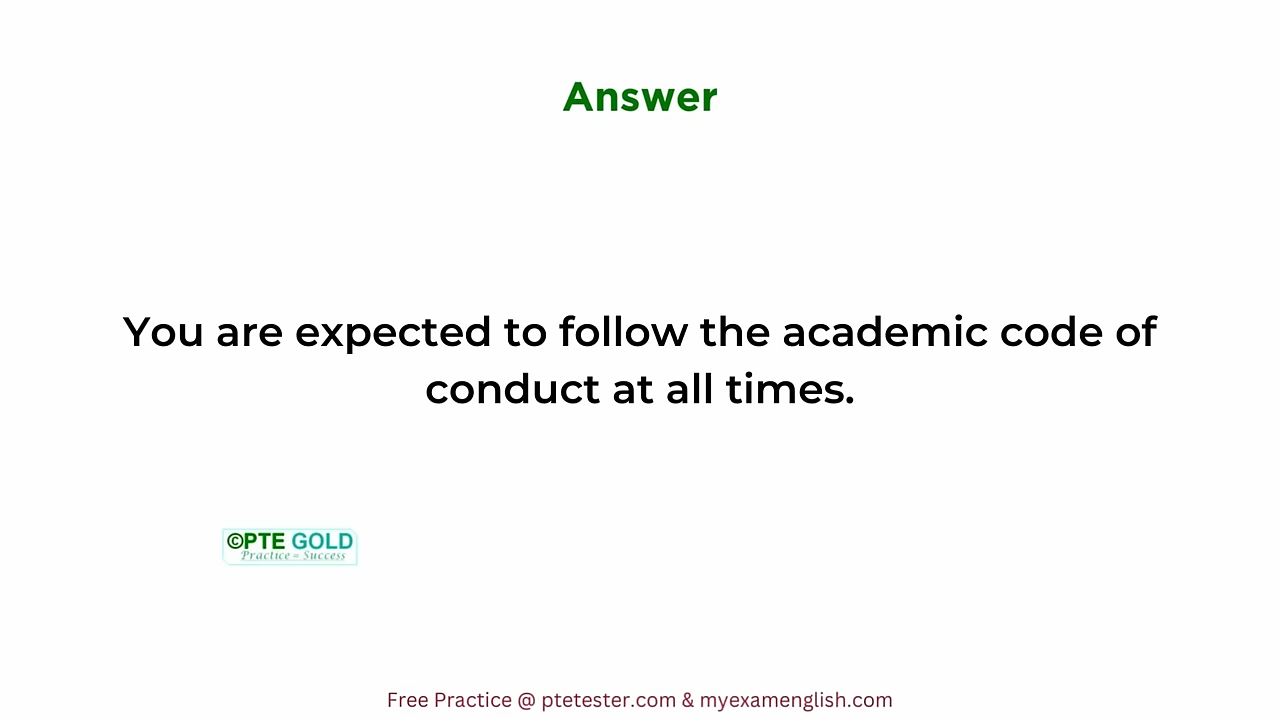 Answer
You are expected to follow the academic code of
conduct at all times.
©PTE GOLD
Practice = Success
Free Practice @ ptetester.com & myexamenglish.com